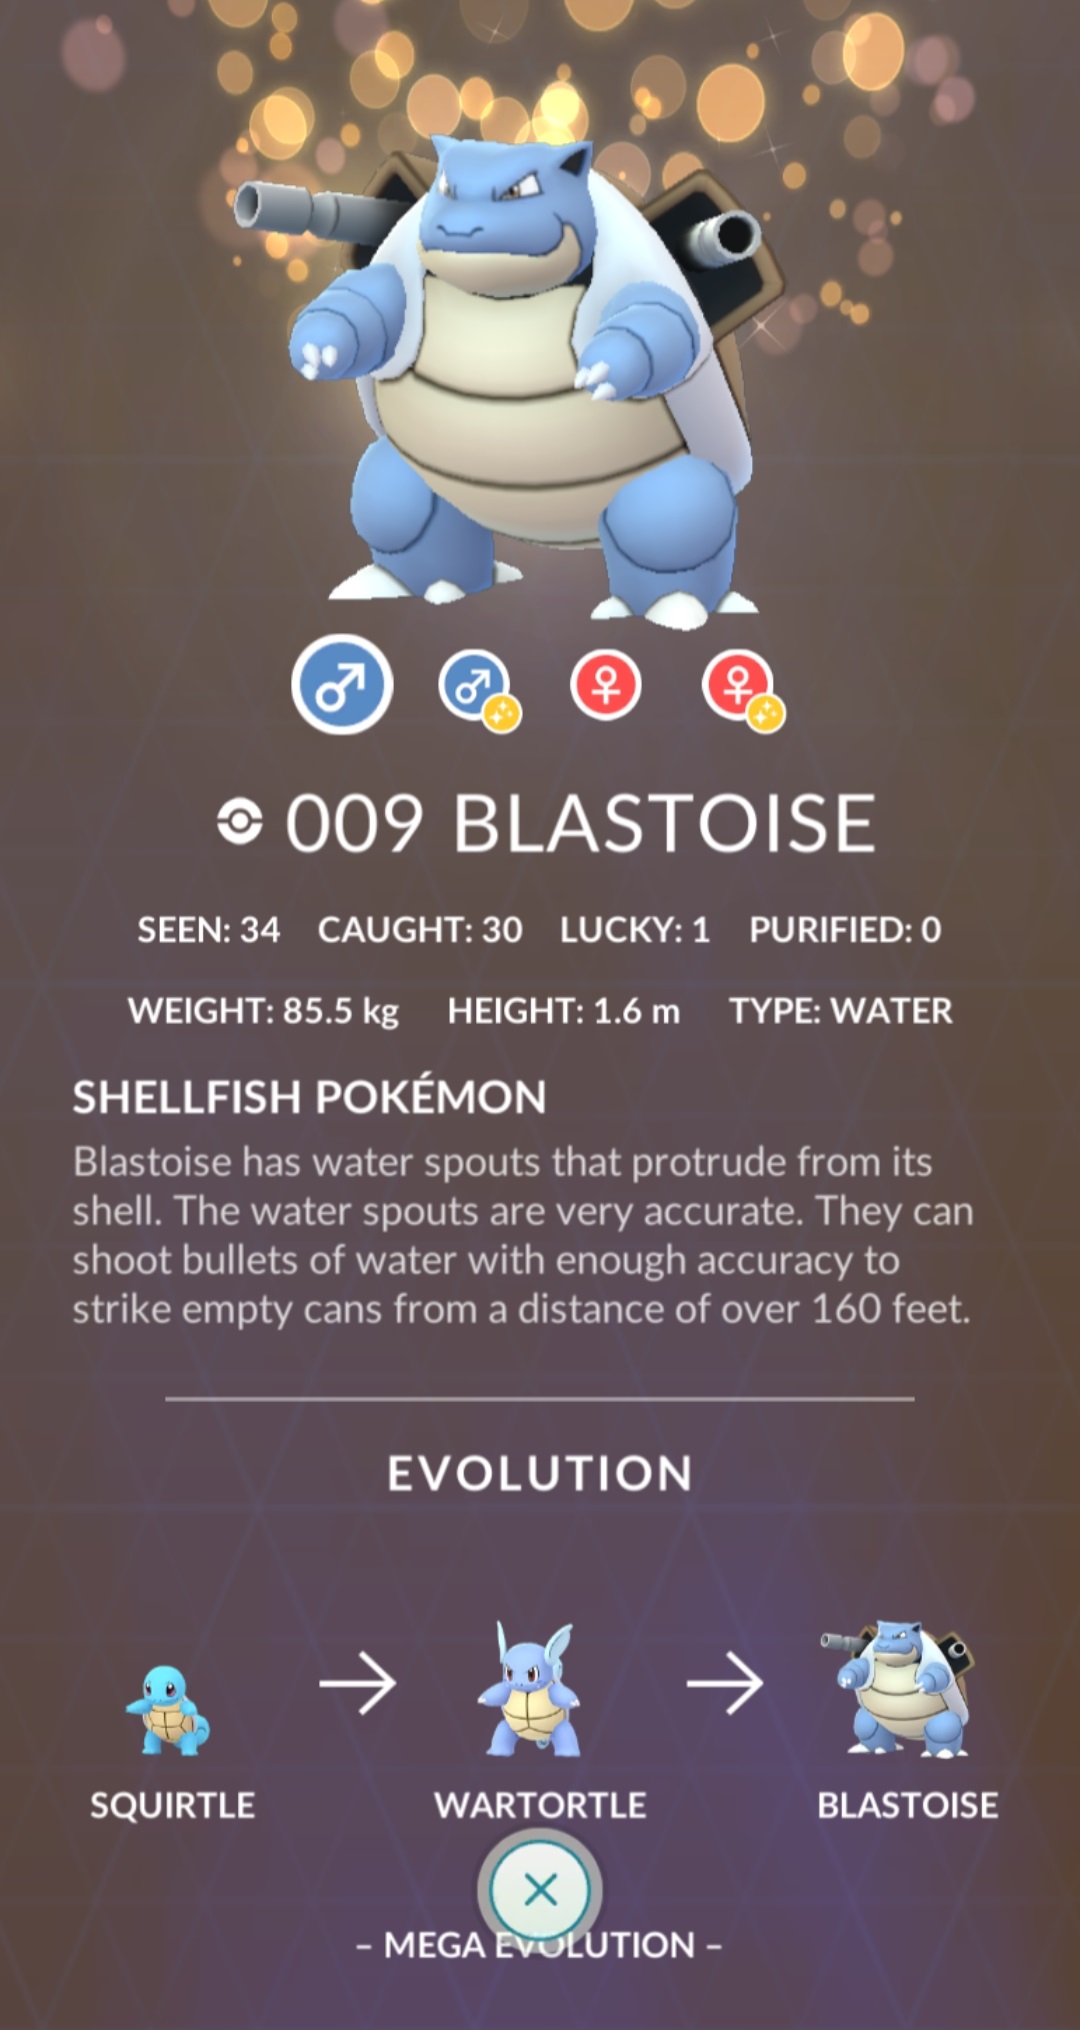 009 BLASTOISE
SEEN: 34 CAUGHT: 30 LUCKY: 1 PURIFIED: 0
WEIGHT: 85.5 kg HEIGHT: 1.6 m TYPE: WATER
SHELLFISH POKÉMON
Blastoise has water spouts that protrude from its
shell. The water spouts are very accurate. They can
shoot bullets of water with enough accuracy to
strike empty cans from a distance of over 160 feet.
EVOLUTION
SQUIRTLE WARTORTLE BLASTOISE
– MEGA EVOLUTION –